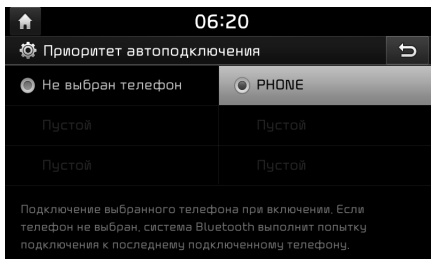 06:20
Приоритет автоподключения
Не выбран телефон PHONE
Пустой Пустой
Пустой Пустой
Подключение выбранного телефона при включении. Если
телефон не выбран, система Bluetooth выполнит попытку
подключения к последнему подключенному телефону.